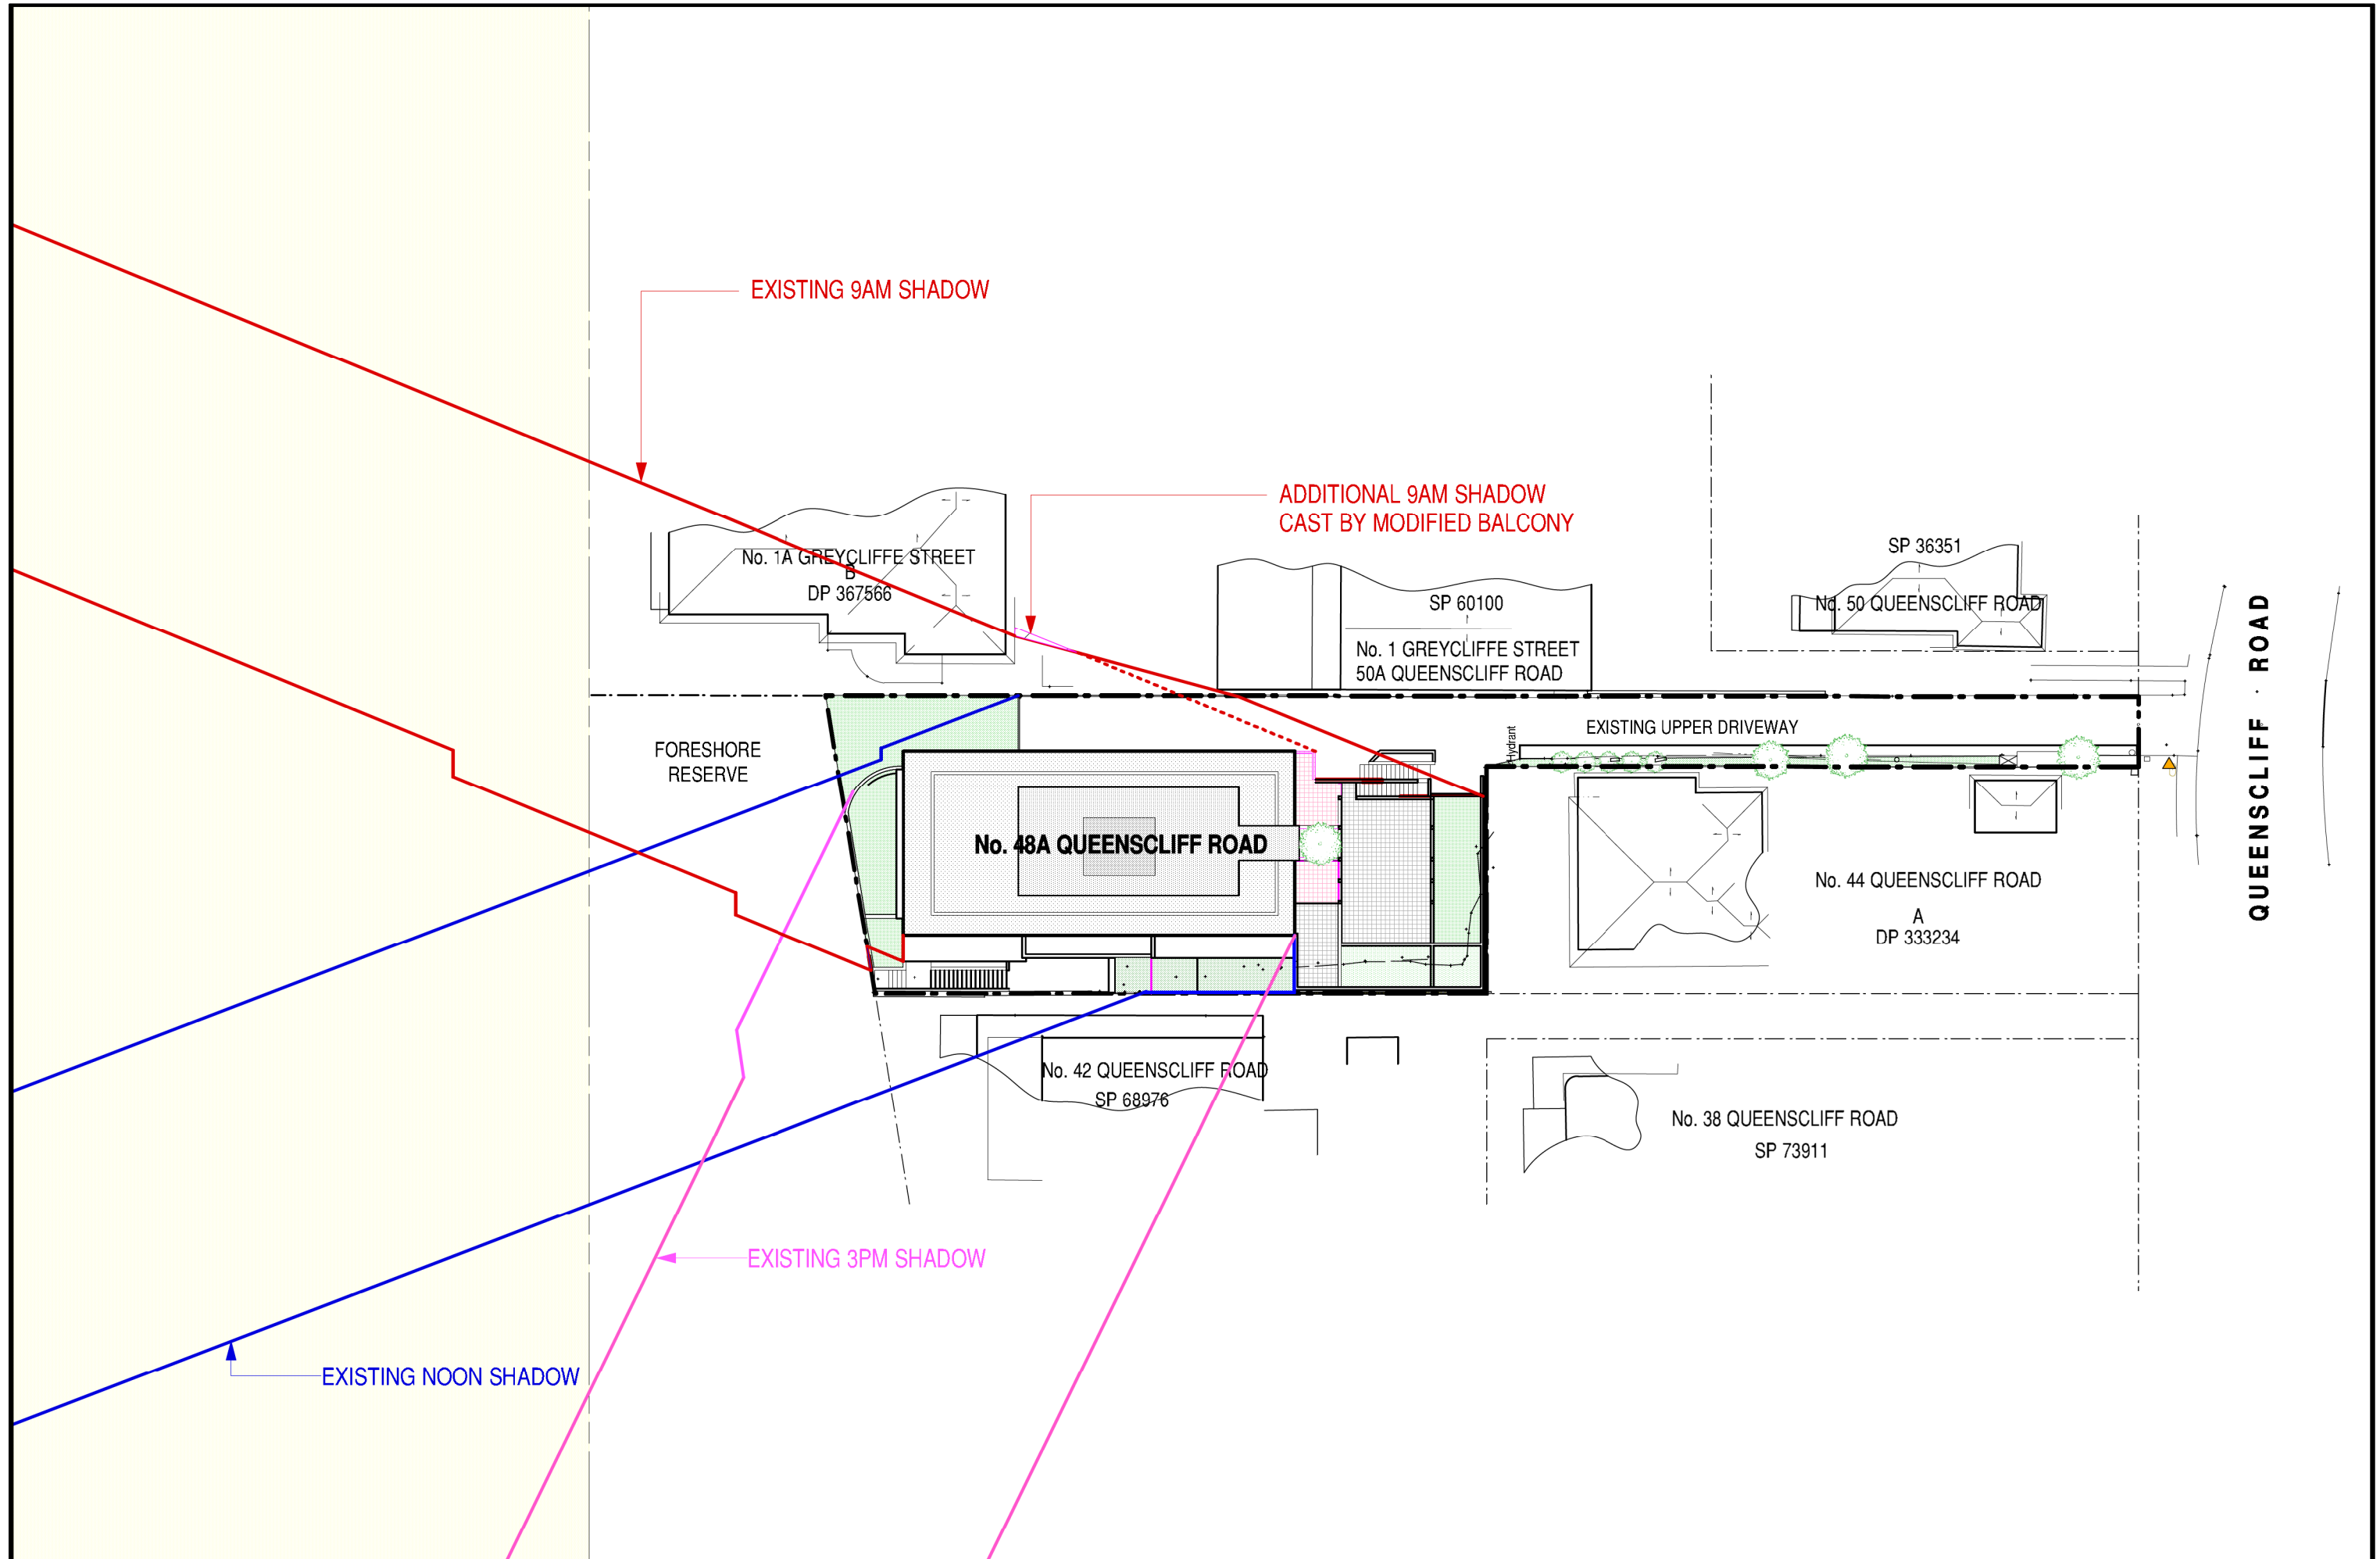 EXISTING 9AM SHADOW
ADDITIONAL 9AM SHADOW
CAST BY MODIFIED BALCONY
No. 1A GREYCLIFFE STREET
B
DP 367566
SP 60100
No. 1 GREYCLIFFE STREET
50A QUEENSCLIFF ROAD
SP 36351
No. 50 QUEENSCLIFF ROAD
QUEENSCLIFF · ROAD
FORESHORE
RESERVE
Hydrant
EXISTING UPPER DRIVEWAY
No. 48A QUEENSCLIFF ROAD
No. 44 QUEENSCLIFF ROAD
A
DP 333234
No. 42 QUEENSCLIFF ROAD
SP 68976
No. 38 QUEENSCLIFF ROAD
SP 73911
EXISTING 3PM SHADOW
EXISTING NOON SHADOW